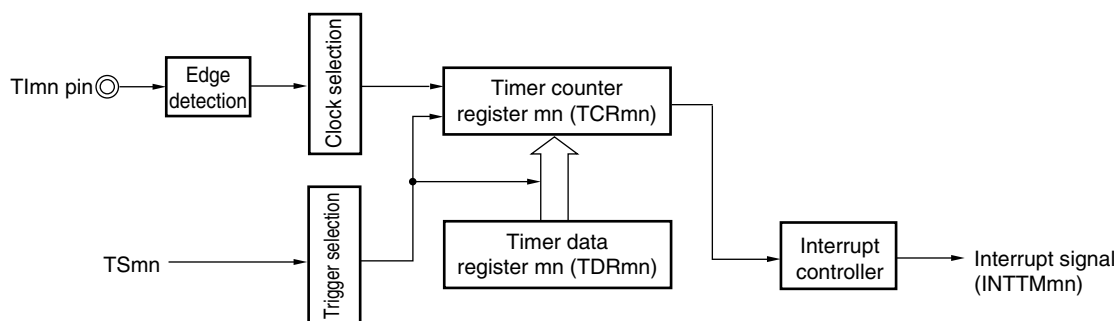 TImn pin
Edge
detection
Clock selection
Timer counter
register mn (TCRmn)
TSmn
Trigger selection
Timer data
register mn (TDRmn)
Interrupt
controller
Interrupt signal
(INTTMmn)